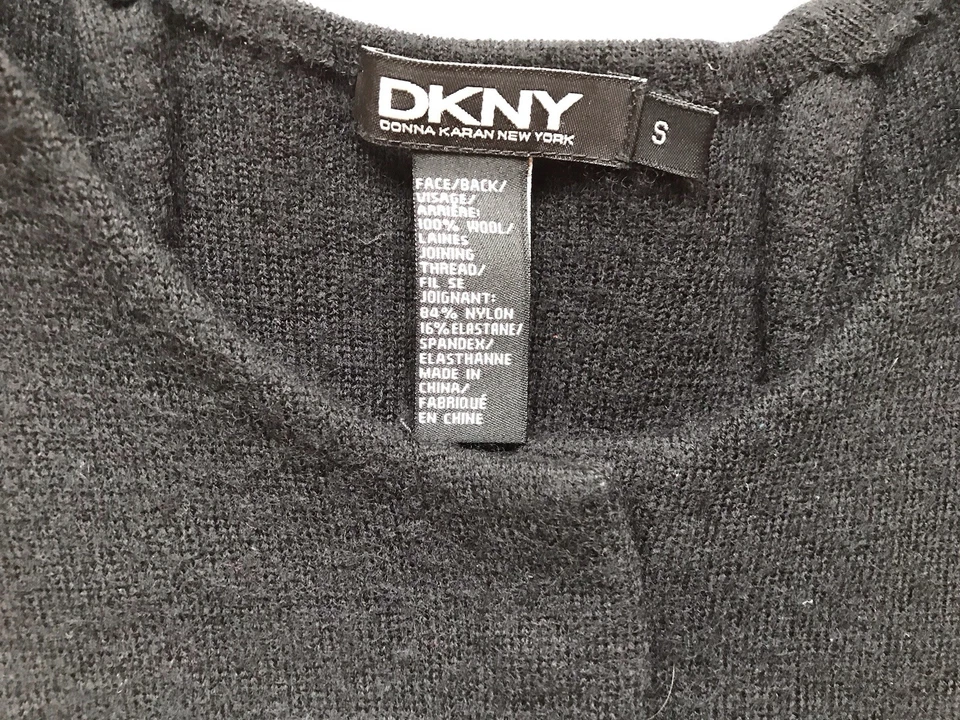 DKNY
DONNA KARAN NEW YORK
S
FACE/BACK/
VISAGE/
ARRIÈRE:
100% WOOL/
LAINES
JOINING
THREAD/
FIL SE
JOIGNANT:
84% NYLON
16% ELASTANE/
SPANDEX/
ELASTHANNE
MADE IN
CHINA/
FABRIQUÉ
EN CHINE